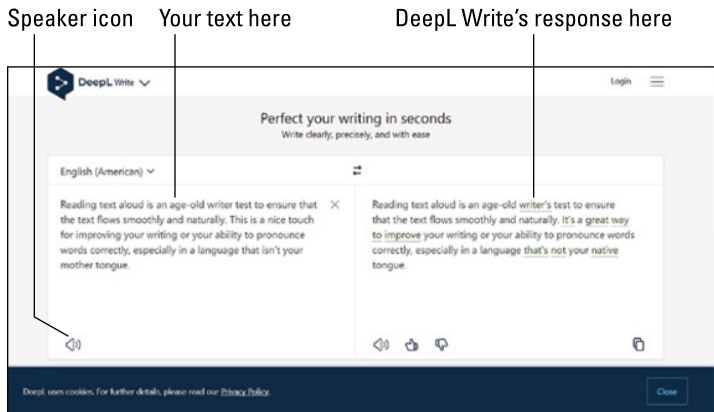 Speaker icon Your text here DeepL Write's response here
DeepL Write
Login
Perfect your writing in seconds
Write clearly, precisely, and with ease
English (American)
Reading text aloud is an age-old writer test to ensure that
the text flows smoothly and naturally. This is a nice touch
for improving your writing or your ability to pronounce
words correctly, especially in a language that isn't your
mother tongue.
Reading text aloud is an age-old writer's test to ensure
that the text flows smoothly and naturally. It's a great way
to improve your writing or your ability to pronounce words
correctly, especially in a language that's not your native
tongue.
DeepL uses cookies. For further details, please read our Privacy Policy.
Close